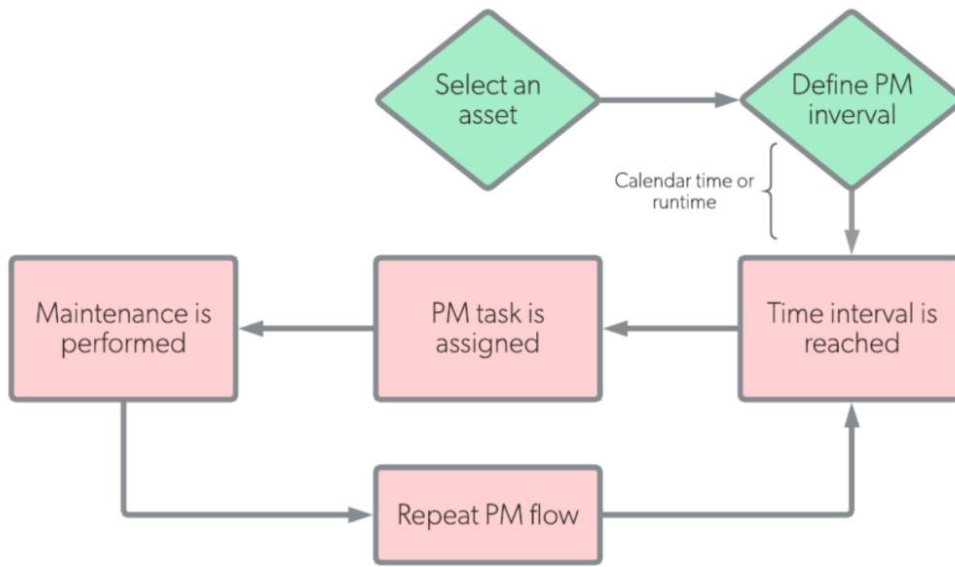 Select an
asset
Define PM
inverval
Calendar time or
runtime
Time interval is
reached
PM task is
assigned
Maintenance is
performed
Repeat PM flow